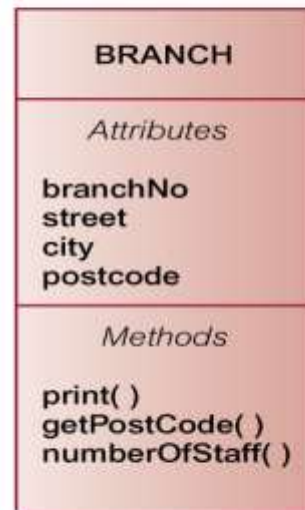 BRANCH
Attributes
branchNo
street
city
postcode
Methods
print( )
getPostCode( )
numberOfStaff( )